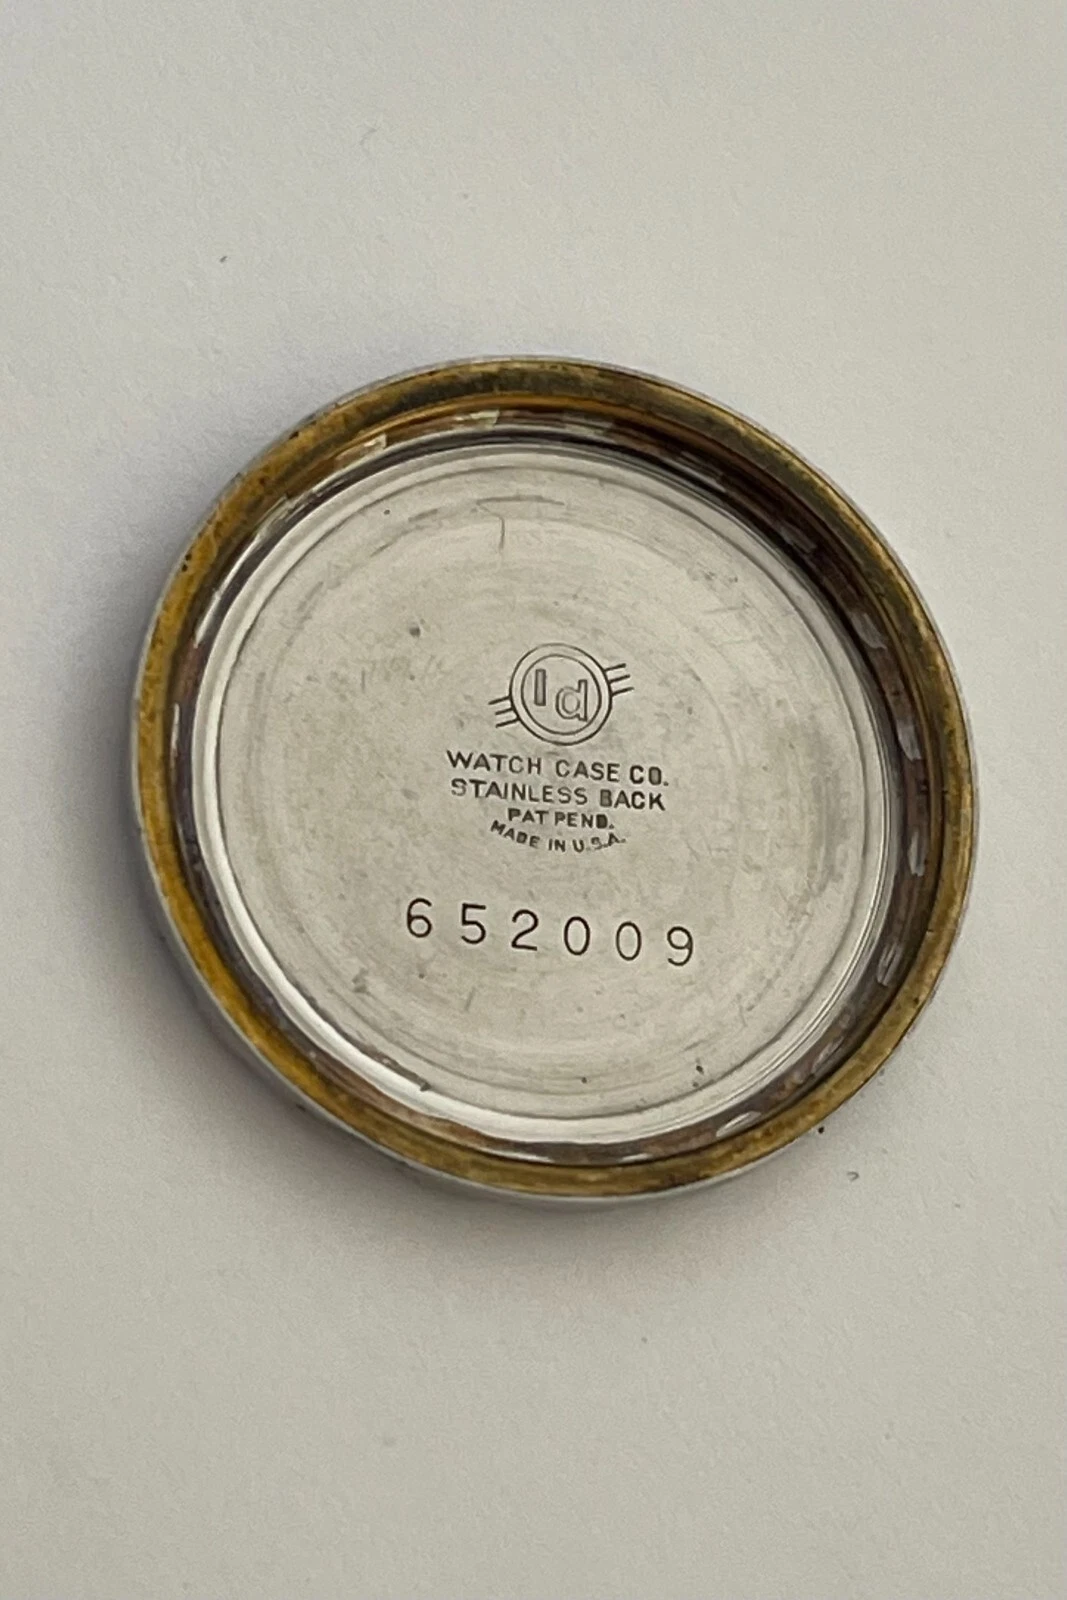 Id
WATCH CASE CO.
STAINLESS BACK
PAT PEND.
MADE IN U.S.A.
652009